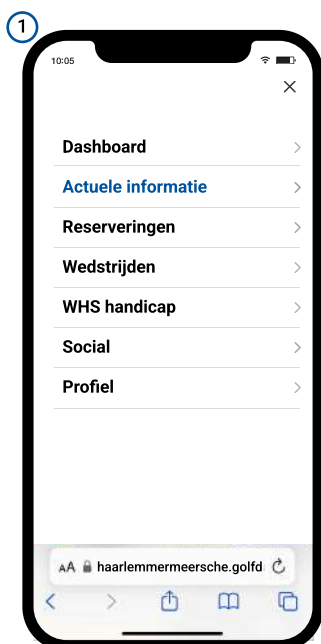 1
10:05
Dashboard
Actuele informatie
Reserveringen
Wedstrijden
WHS handicap
Social
Profiel
AA haarlemmermeersche.golfd